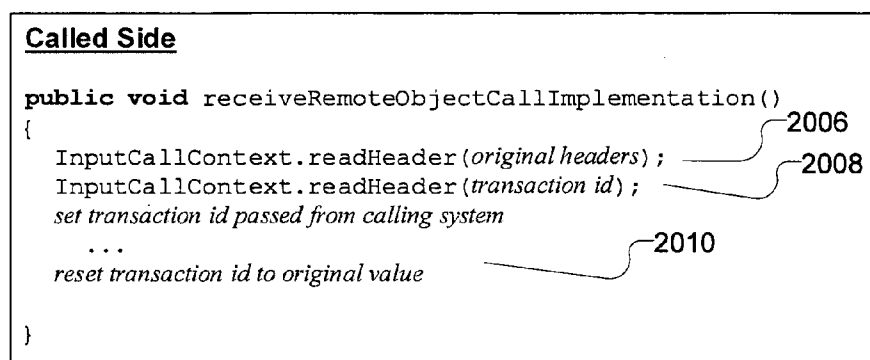 Called Side
public void receiveRemoteObjectCallImplementation()
{
2006
InputCallContext.readHeader(original headers);
2008
InputCallContext.readHeader(transaction id);
set transaction id passed from calling system
...
2010
reset transaction id to original value
}